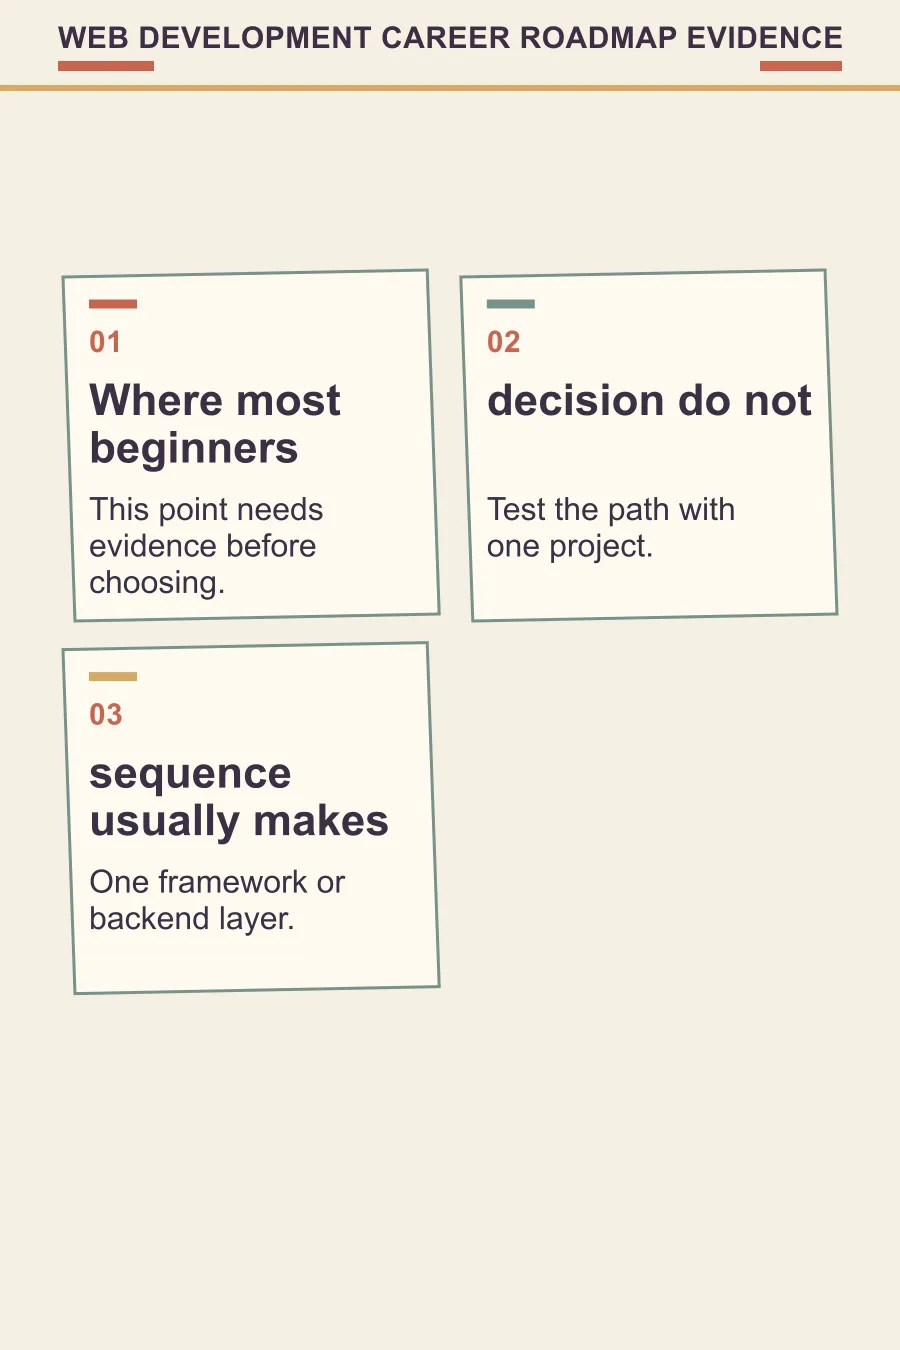 WEB DEVELOPMENT CAREER ROADMAP EVIDENCE
01
Where most
beginners
This point needs
evidence before
choosing.
02
decision do not
Test the path with
one project.
03
sequence
usually makes
One framework or
backend layer.